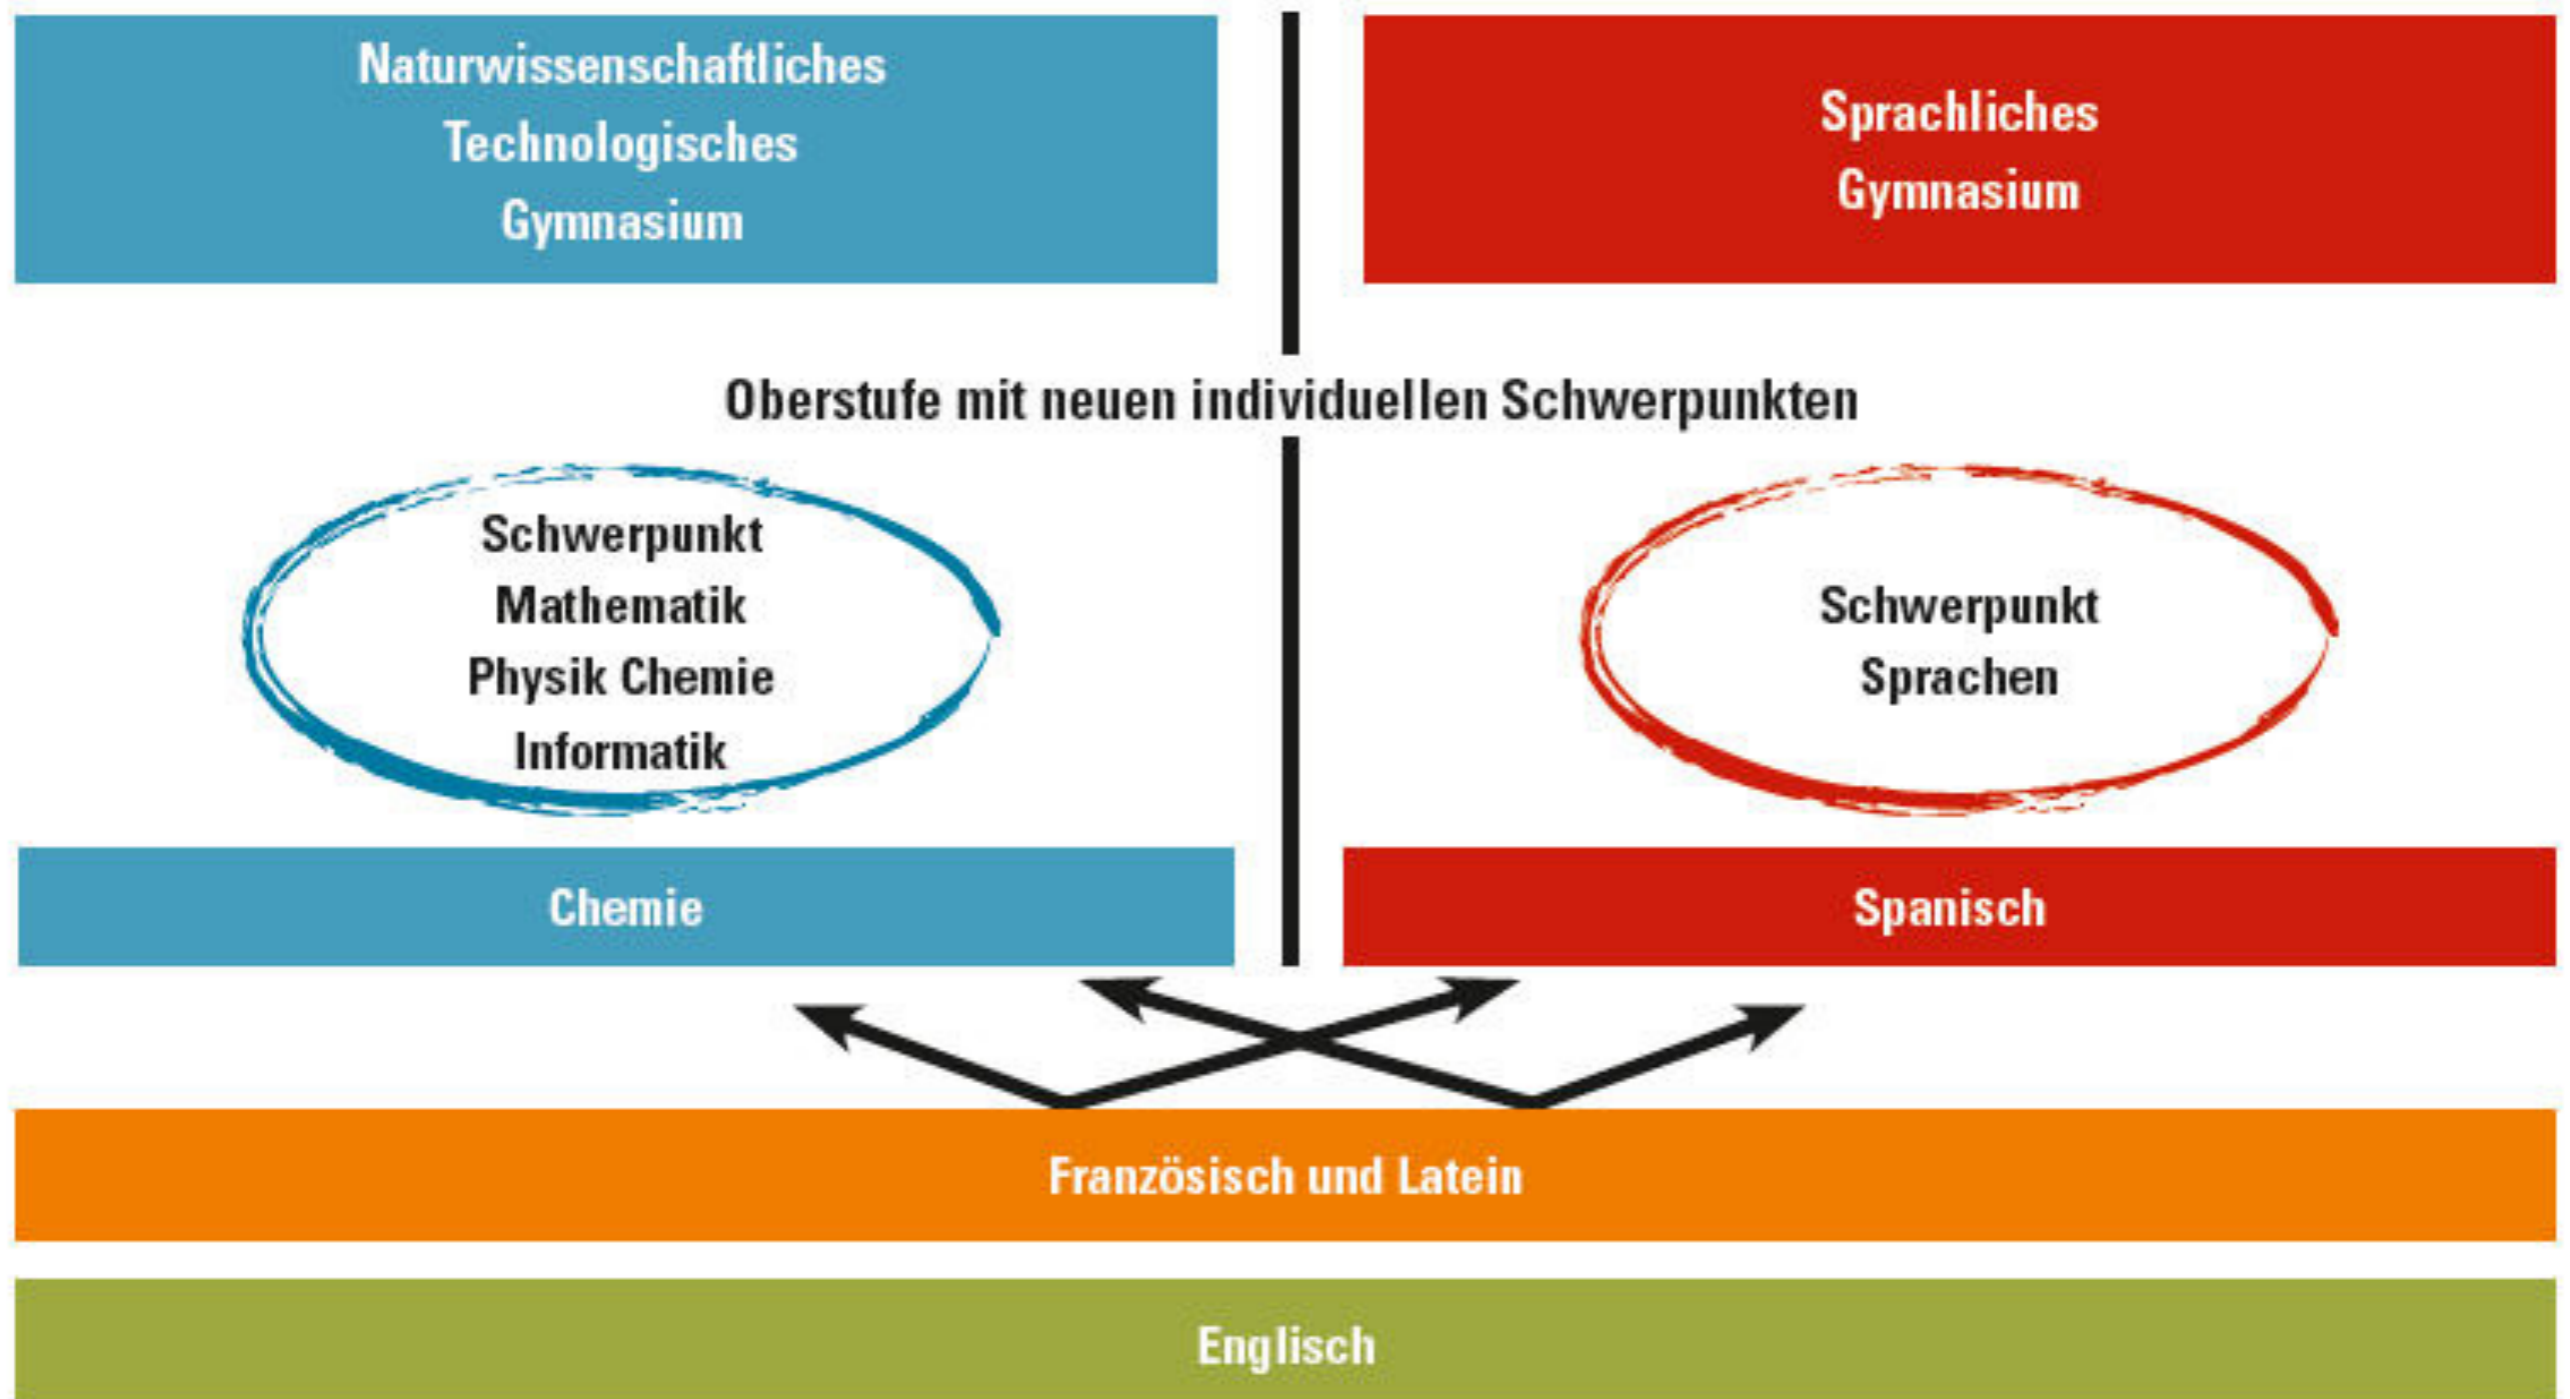 Naturwissenschaftliches
Technologisches
Gymnasium
Sprachliches
Gymnasium
Oberstufe mit neuen individuellen Schwerpunkten
Schwerpunkt
Mathematik
Physik Chemie
Informatik
Schwerpunkt
Sprachen
Chemie
Spanisch
Französisch und Latein
Englisch